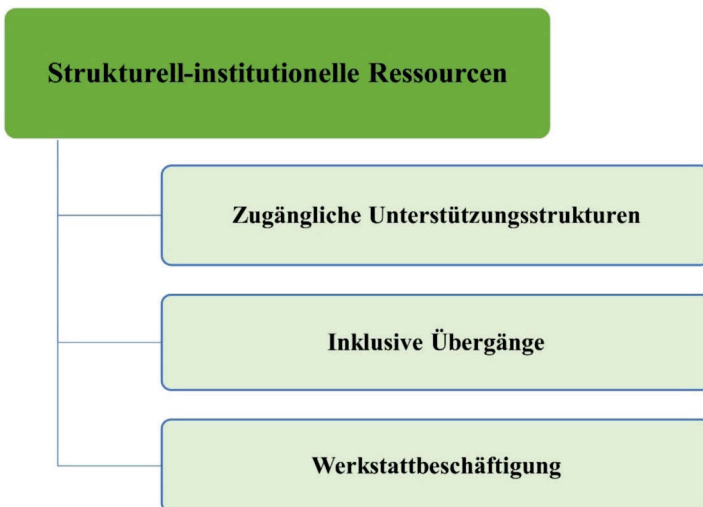 Strukturell-institutionelle Ressourcen
Zugängliche Unterstützungsstrukturen
Inklusive Übergänge
Werkstattbeschäftigung